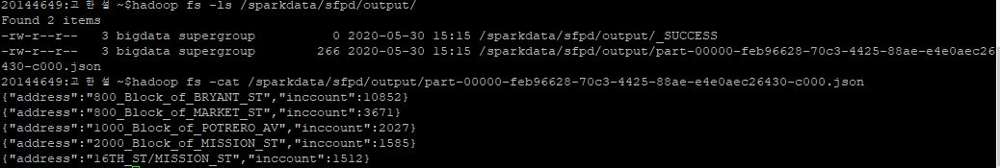 20144649:고 한 설 ~$hadoop fs -ls /sparkdata/sfpd/output/
Found 2 items
-rw-r--r--   3 bigdata supergroup          0 2020-05-30 15:15 /sparkdata/sfpd/output/_SUCCESS
-rw-r--r--   3 bigdata supergroup        266 2020-05-30 15:15 /sparkdata/sfpd/output/part-00000-feb96628-70c3-4425-88ae-e4e0aec26
430-c000.json
20144649:고 한 설 ~$hadoop fs -cat /sparkdata/sfpd/output/part-00000-feb96628-70c3-4425-88ae-e4e0aec26430-c000.json
{"address":"800_Block_of_BRYANT_ST","inccount":10852}
{"address":"800_Block_of_MARKET_ST","inccount":3671}
{"address":"1000_Block_of_POTRERO_AV","inccount":2027}
{"address":"2000_Block_of_MISSION_ST","inccount":1585}
{"address":"16TH_ST/MISSION_ST","inccount":1512}